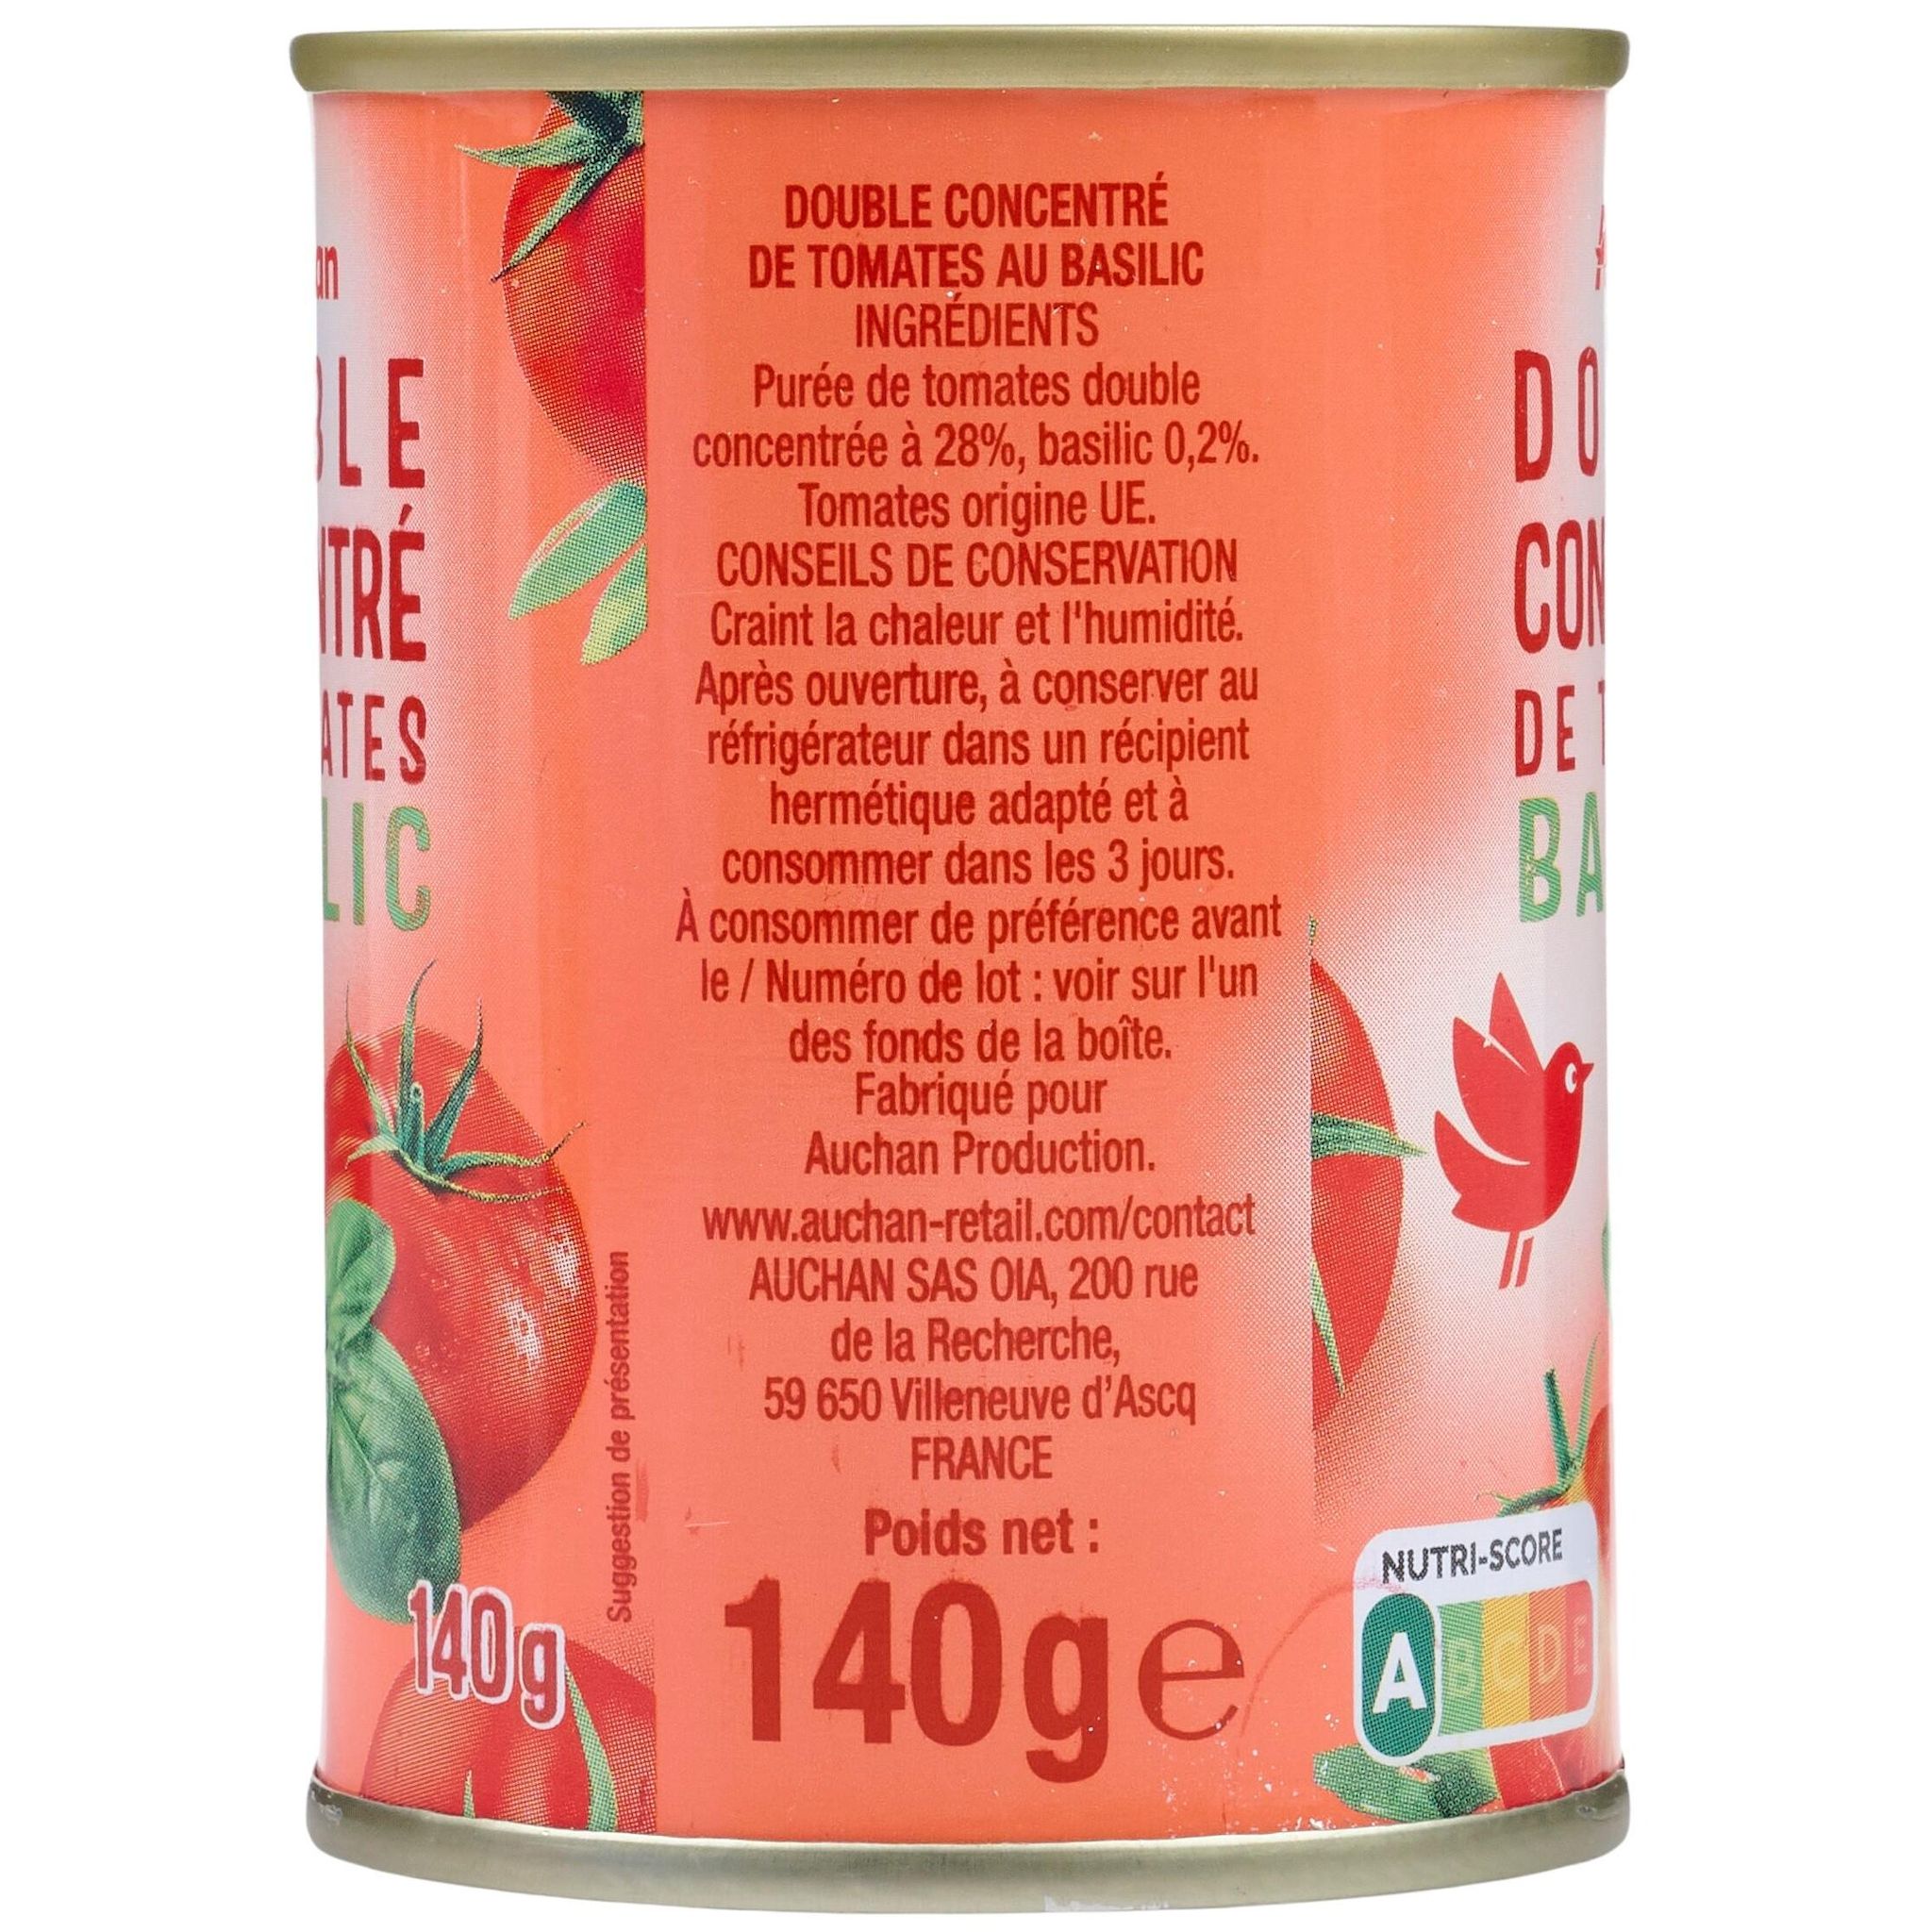 DOUBLE CONCENTRÉ
DE TOMATES AU BASILIC
INGRÉDIENTS
Purée de tomates double
concentrée à 28%, basilic 0,2%.
Tomates origine UE.
CONSEILS DE CONSERVATION
Craint la chaleur et l'humidité.
Après ouverture, à conserver au
réfrigérateur dans un récipient
hermétique adapté et à
consommer dans les 3 jours.
À consommer de préférence avant
le / Numéro de lot : voir sur l'un
des fonds de la boîte.
Fabriqué pour
Auchan Production.
www.auchan-retail.com/contact
AUCHAN SAS OIA, 200 rue
de la Recherche,
59 650 Villeneuve d’Ascq
FRANCE
Poids net :
140g℮
an
BLE
NTRÉ
ATES
LIC
140g
Suggestion de présentation
DO
CON
DE T
BA
NUTRI-SCORE
A B C D E